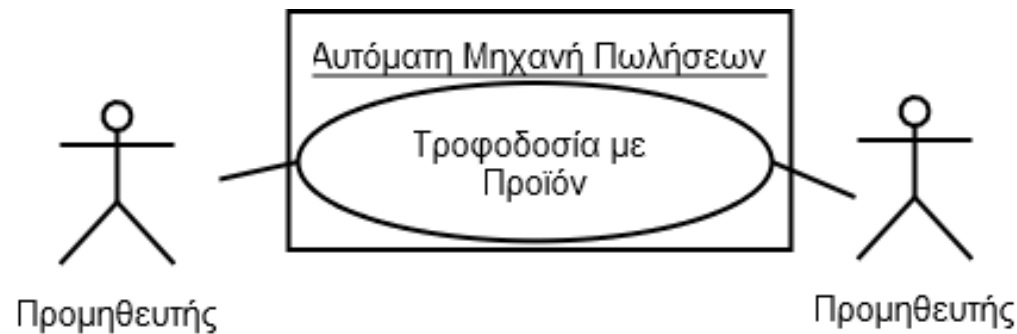 Αυτόματη Μηχανή Πωλήσεων
Τροφοδοσία με
Προϊόν
Προμηθευτής
Προμηθευτής